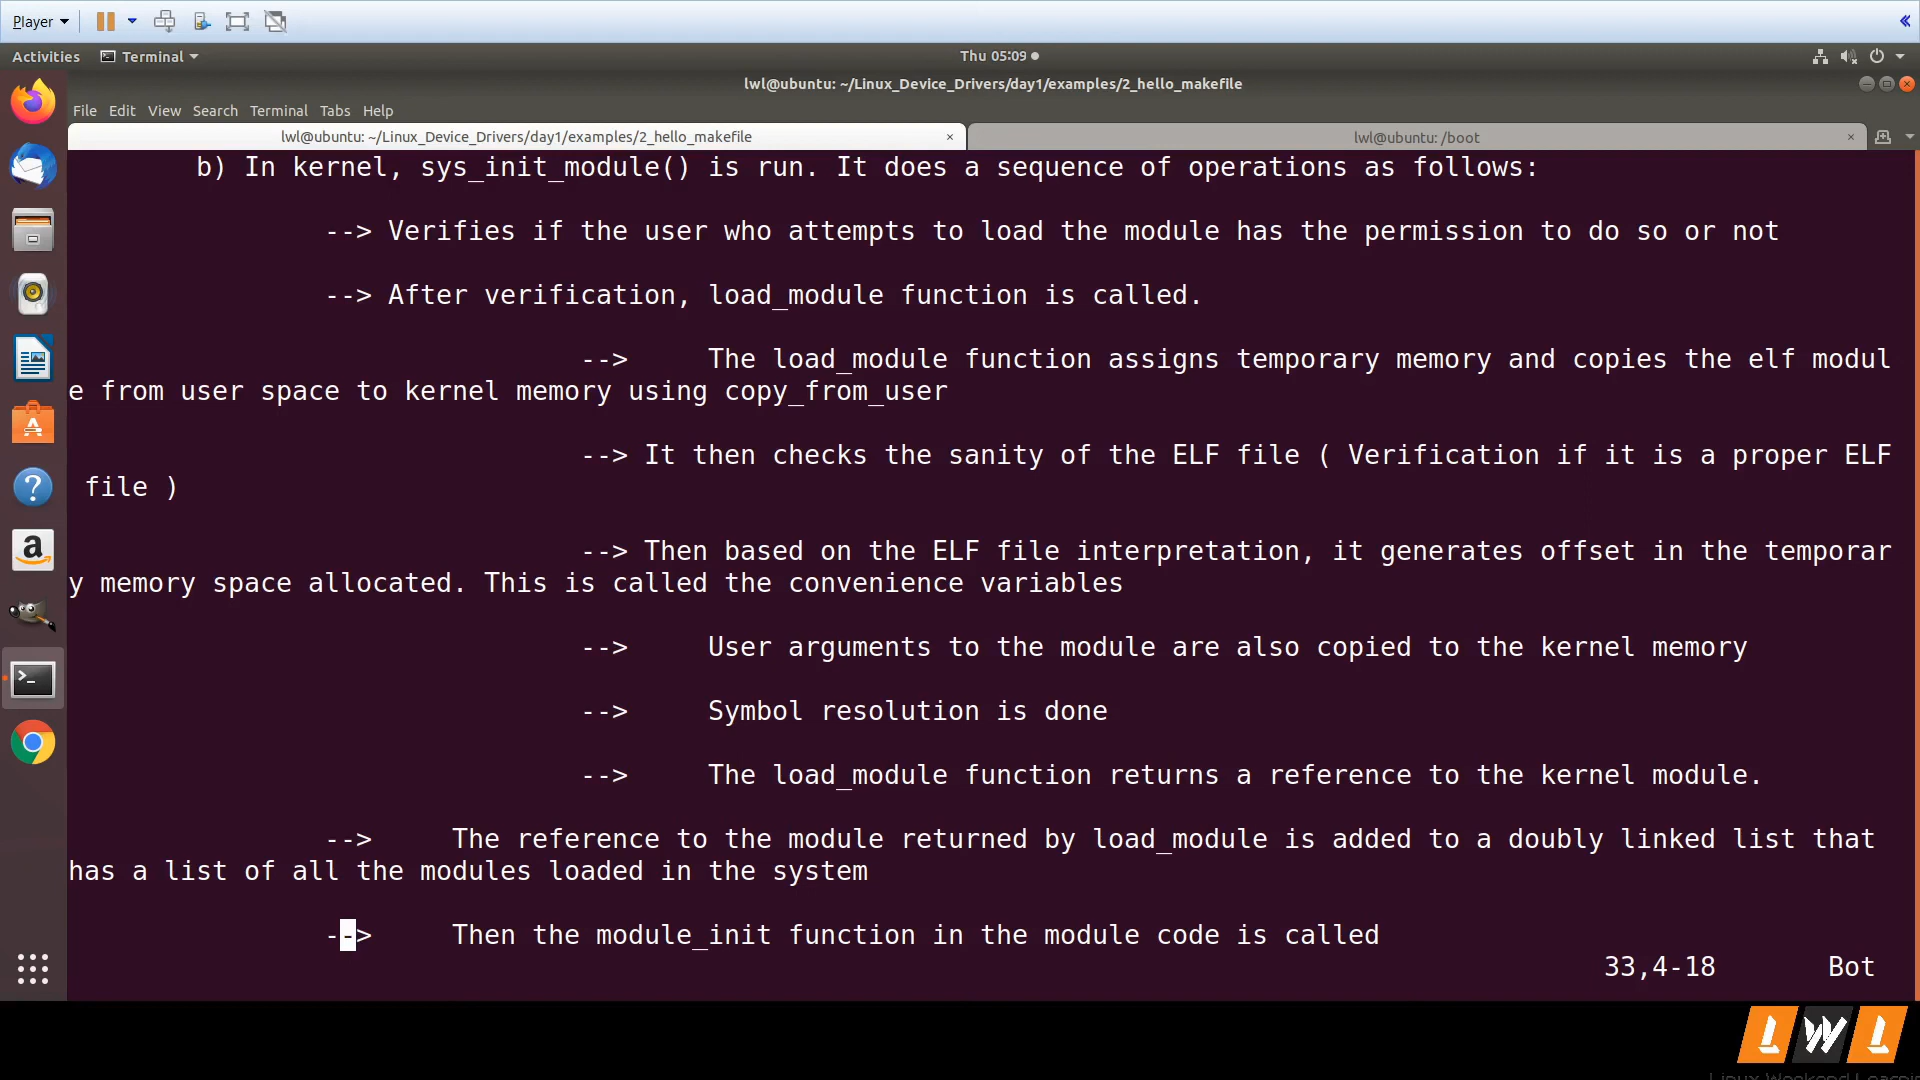 Player
Activities
Terminal
Thu 05:09
lwl@ubuntu: ~/Linux_Device_Drivers/day1/examples/2_hello_makefile
File Edit View Search Terminal Tabs Help
lwl@ubuntu: ~/Linux_Device_Drivers/day1/examples/2_hello_makefile × lwl@ubuntu: /boot ×
b) In kernel, sys_init_module() is run. It does a sequence of operations as follows:
--> Verifies if the user who attempts to load the module has the permission to do so or not
--> After verification, load_module function is called.
--> The load_module function assigns temporary memory and copies the elf modul
e from user space to kernel memory using copy_from_user
--> It then checks the sanity of the ELF file ( Verification if it is a proper ELF
file )
--> Then based on the ELF file interpretation, it generates offset in the temporar
y memory space allocated. This is called the convenience variables
--> User arguments to the module are also copied to the kernel memory
--> Symbol resolution is done
--> The load_module function returns a reference to the kernel module.
--> The reference to the module returned by load_module is added to a doubly linked list that
has a list of all the modules loaded in the system
--> Then the module_init function in the module code is called
33,4-18 Bot
LWL